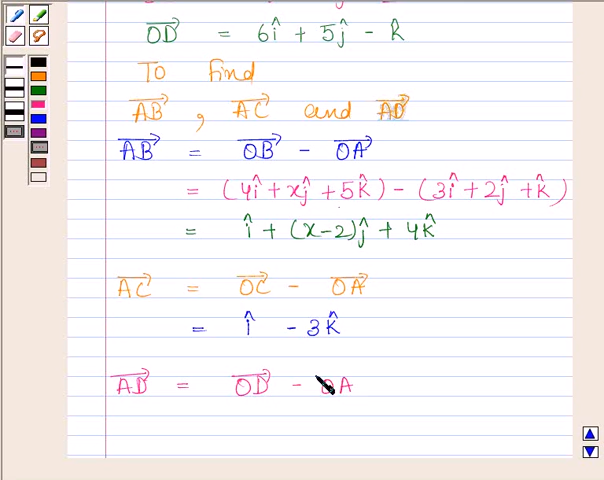 OD⃗ = 6î + 5ĵ - k̂
To find
AB⃗ , AC⃗ and AD⃗
AB⃗ = OB⃗ - OA⃗
= (4î + xĵ + 5k̂) - (3î + 2ĵ + k̂)
= î + (x-2)ĵ + 4k̂
AC⃗ = OC⃗ - OA⃗
= î - 3k̂
AD⃗ = OD⃗ - OA